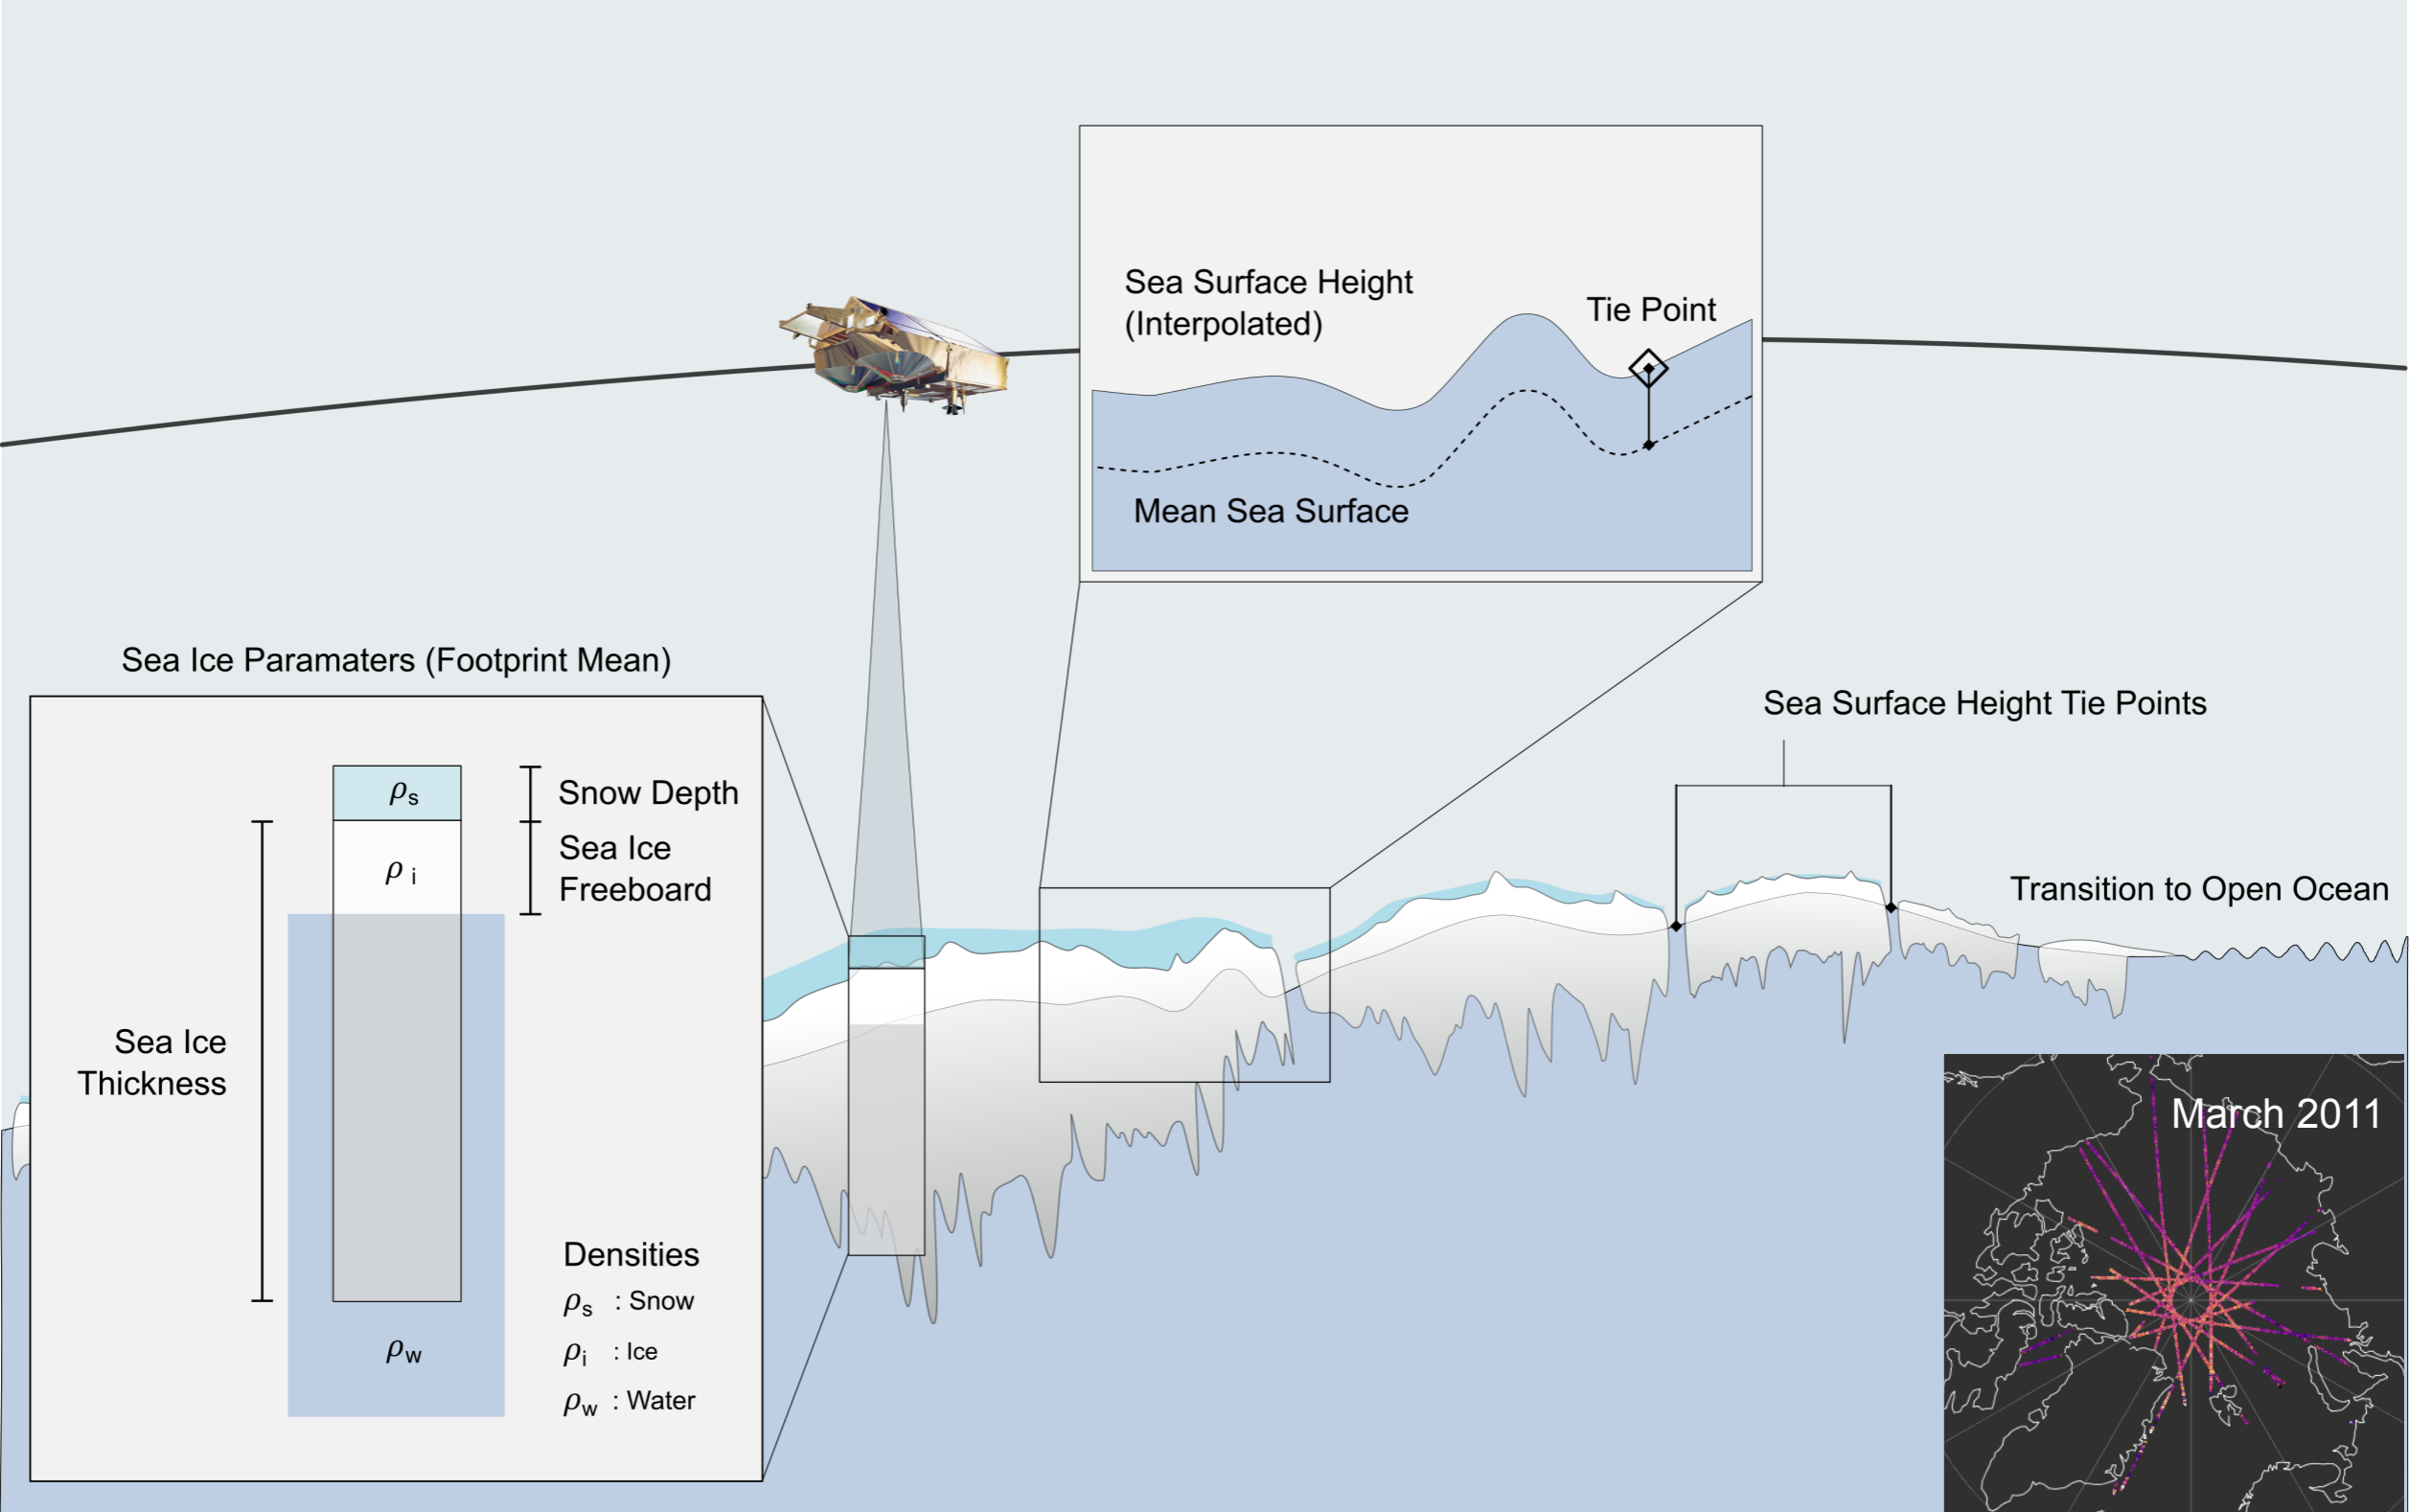 Sea Surface Height
(Interpolated)
Tie Point
Mean Sea Surface
Sea Ice Paramaters (Footprint Mean)
ρs
Snow Depth
ρ i
Sea Ice
Freeboard
Sea Ice
Thickness
ρw
Densities
ρs : Snow
ρi : Ice
ρw : Water
Sea Surface Height Tie Points
Transition to Open Ocean
March 2011